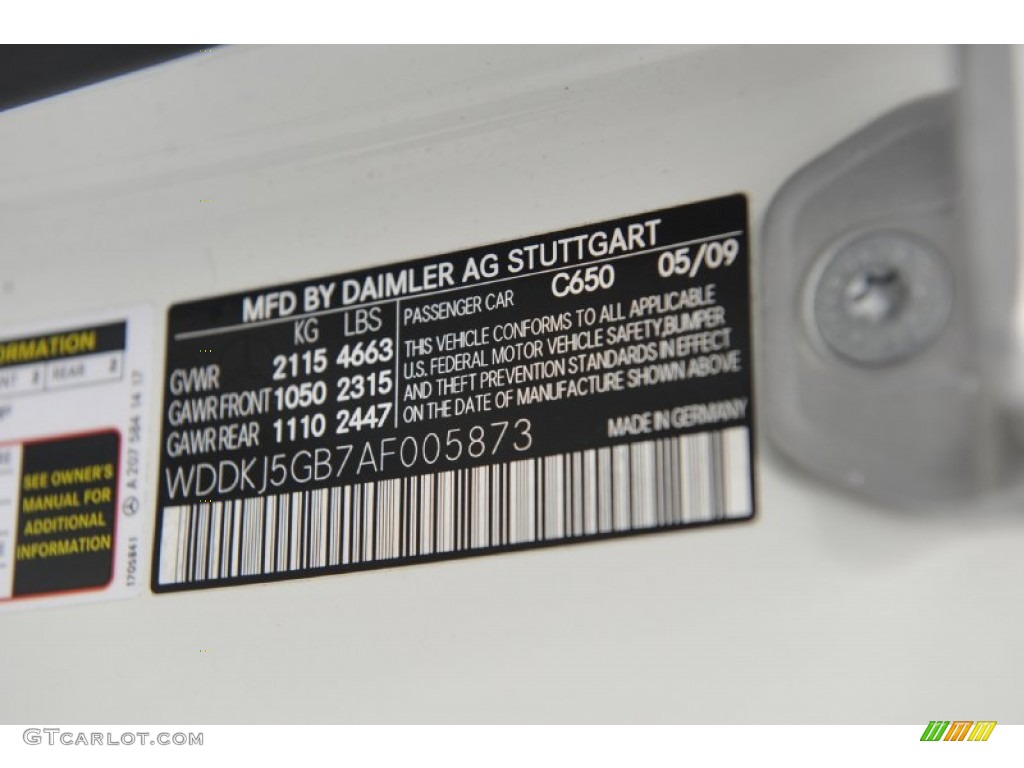 MFD BY DAIMLER AG STUTTGART
KG LBS
GVWR 2115 4663
GAWR FRONT 1050 2315
GAWR REAR 1110 2447
PASSENGER CAR C650 05/09
THIS VEHICLE CONFORMS TO ALL APPLICABLE
U.S. FEDERAL MOTOR VEHICLE SAFETY,BUMPER
AND THEFT PREVENTION STANDARDS IN EFFECT
ON THE DATE OF MANUFACTURE SHOWN ABOVE
WDDKJ5GB7AF005873
MADE IN GERMANY
ORMATION
REAR
SEE OWNER'S
MANUAL FOR
ADDITIONAL
INFORMATION
1705841 A 207 584 14 17
GTCARLOT.COM